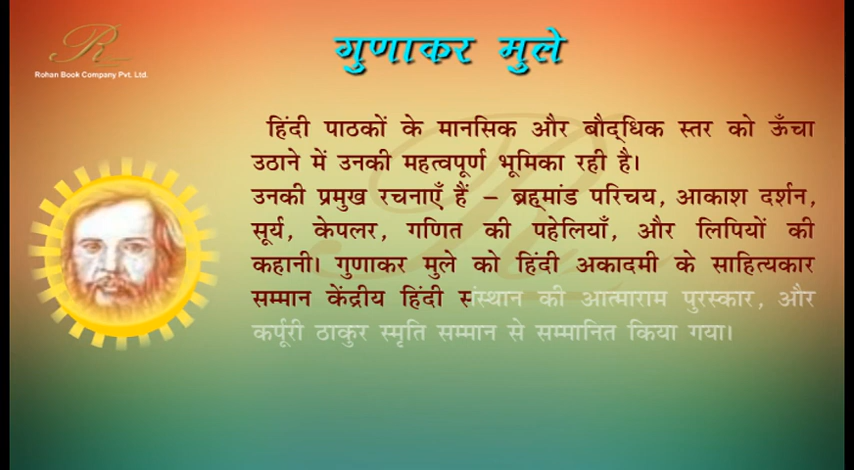 R
Rohan Book Company Pvt. Ltd.
गुणाकर मुले
हिंदी पाठकों के मानसिक और बौद्धिक स्तर को ऊँचा
उठाने में उनकी महत्वपूर्ण भूमिका रही है।
उनकी प्रमुख रचनाएँ हैं – ब्रह्मांड परिचय, आकाश दर्शन,
सूर्य, केपलर, गणित की पहेलियाँ, और लिपियों की
कहानी। गुणाकर मुले को हिंदी अकादमी के साहित्यकार
सम्मान केंद्रीय हिंदी संस्थान की आत्माराम पुरस्कार, और
कर्पूरी ठाकुर स्मृति सम्मान से सम्मानित किया गया।